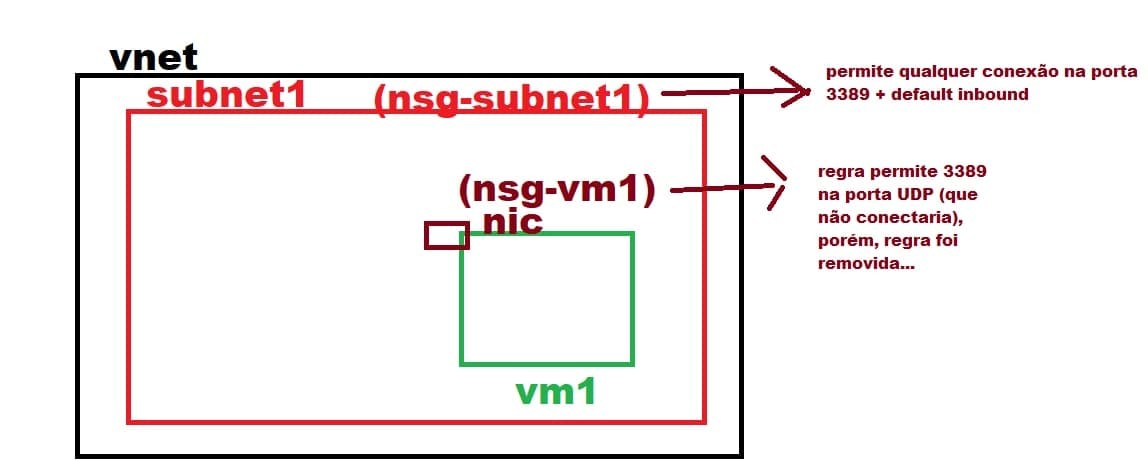 vnet
subnet1 (nsg-subnet1)
permite qualquer conexão na porta
3389 + default inbound
(nsg-vm1)
nic
regra permite 3389
na porta UDP (que
não conectaria),
porém, regra foi
removida...
vm1